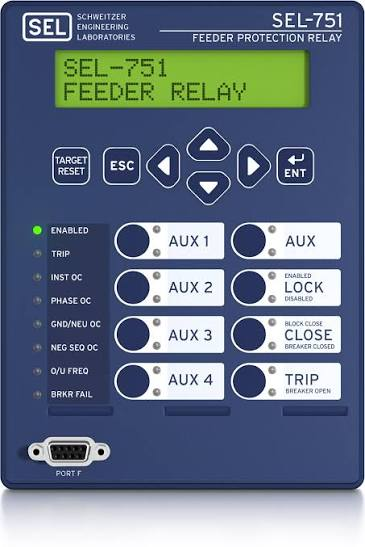 SEL
SCHWEITZER
ENGINEERING
LABORATORIES
SEL-751
FEEDER PROTECTION RELAY
SEL-751
FEEDER RELAY
TARGET
RESET
ESC
ENT
ENABLED
TRIP
INST OC
PHASE OC
GND/NEU OC
NEG SEQ OC
O/U FREQ
BRKR FAIL
AUX 1
AUX
AUX 2
ENABLED
LOCK
DISABLED
AUX 3
BLOCK CLOSE
CLOSE
BREAKER CLOSED
AUX 4
TRIP
BREAKER OPEN
PORT F